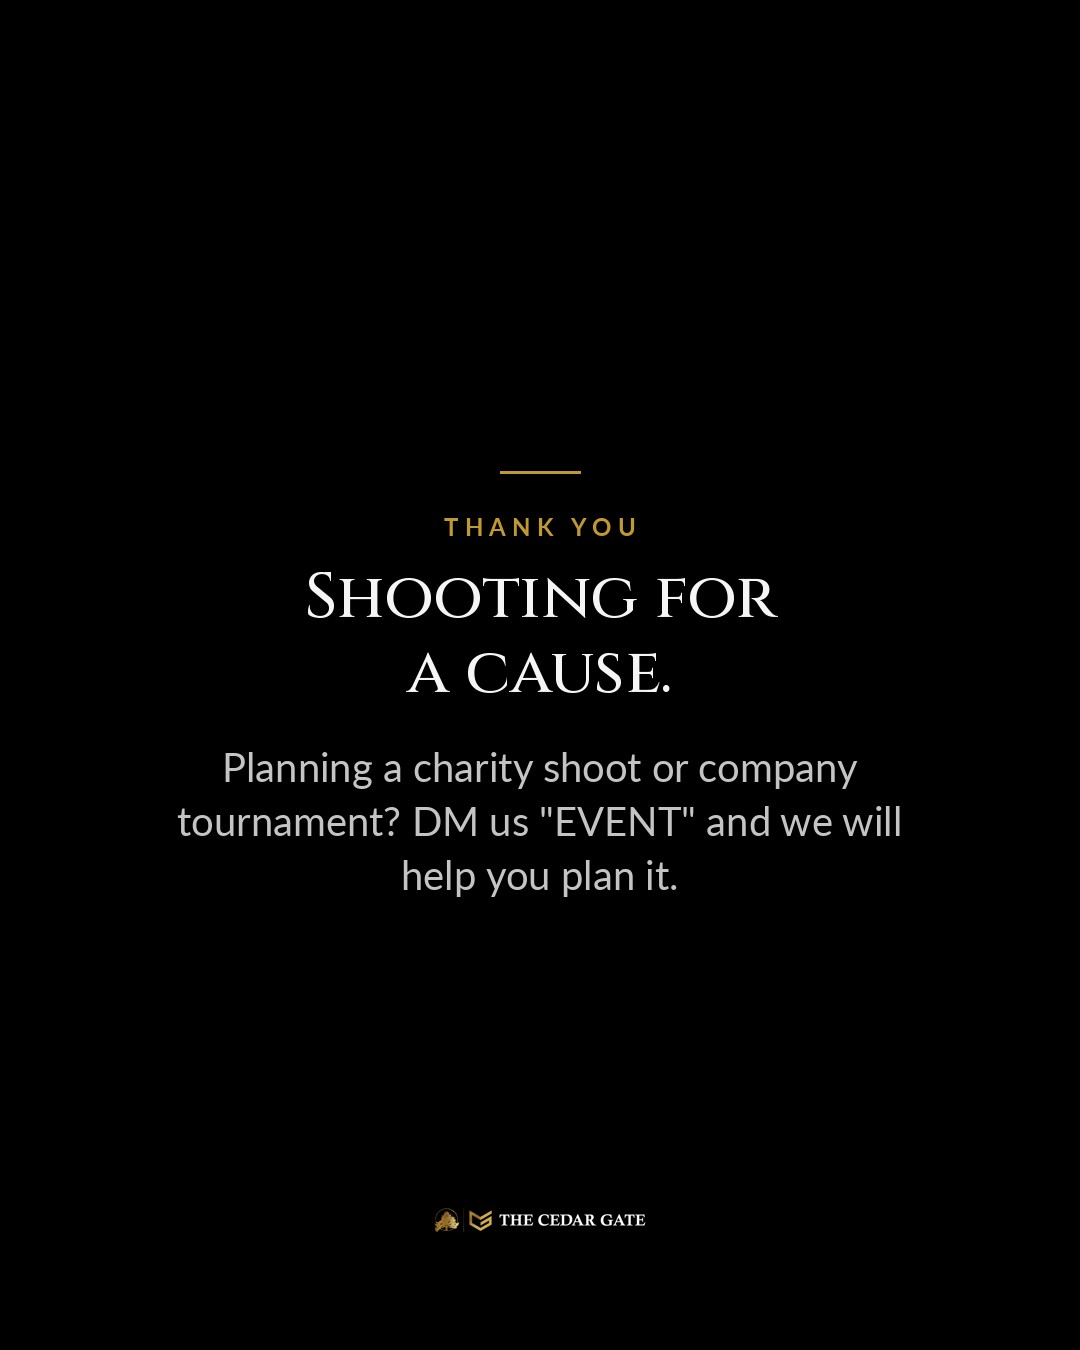 THANK YOU
Shooting for
a cause.
Planning a charity shoot or company
tournament? DM us "EVENT" and we will
help you plan it.
THE CEDAR GATE